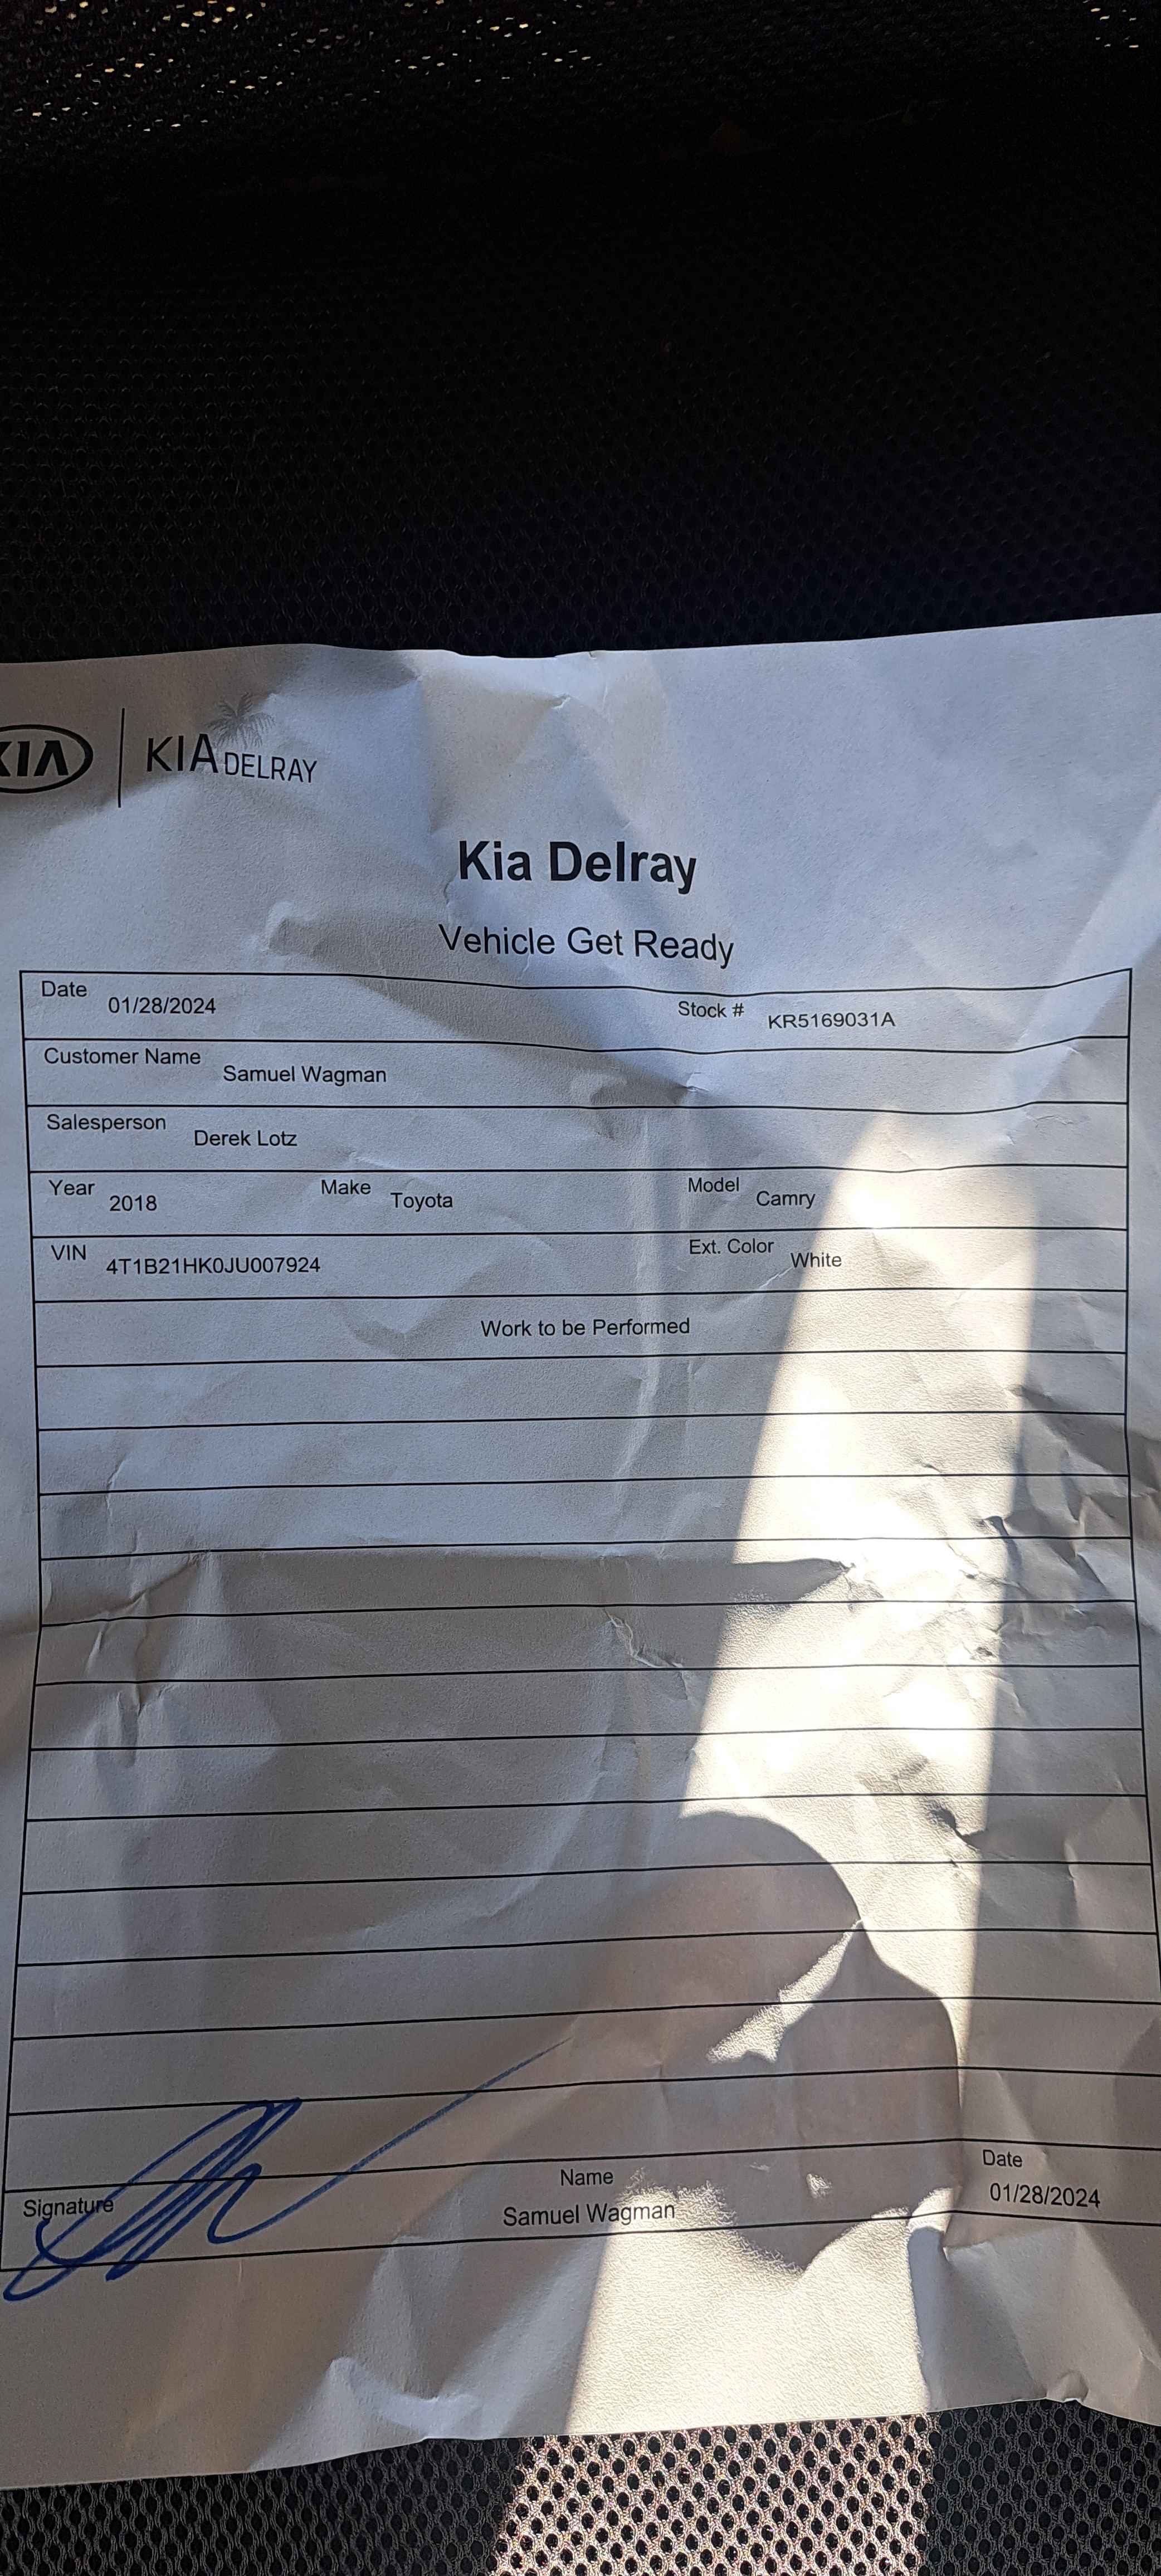 KIA KIA DELRAY
Kia Delray
Vehicle Get Ready
Date 01/28/2024 Stock # KR5169031A
Customer Name Samuel Wagman
Salesperson Derek Lotz
Year 2018 Make Toyota Model Camry
VIN 4T1B21HK0JU007924 Ext. Color White
Work to be Performed
Signature Name Date
Samuel Wagman 01/28/2024